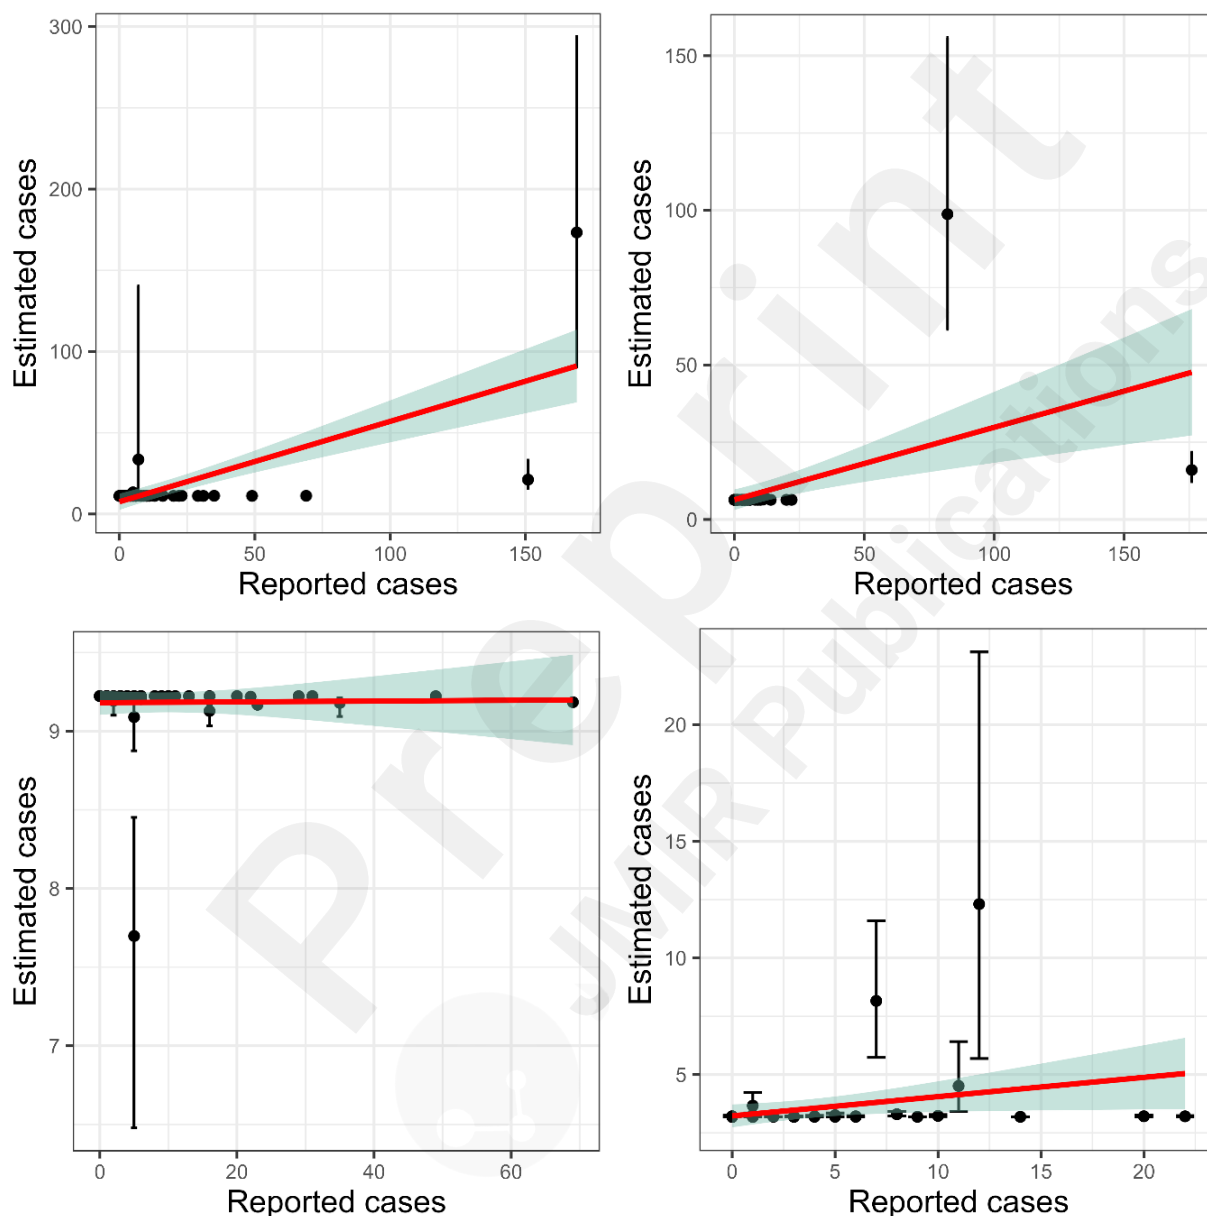 300
200
100
0
Estimated cases
0 50 100 150
Reported cases
150
100
50
0
Estimated cases
0 50 100 150
Reported cases
9
8
7
Estimated cases
0 20 40 60
Reported cases
20
15
10
5
Estimated cases
0 5 10 15 20
Reported cases
Preprint
JMIR Publications